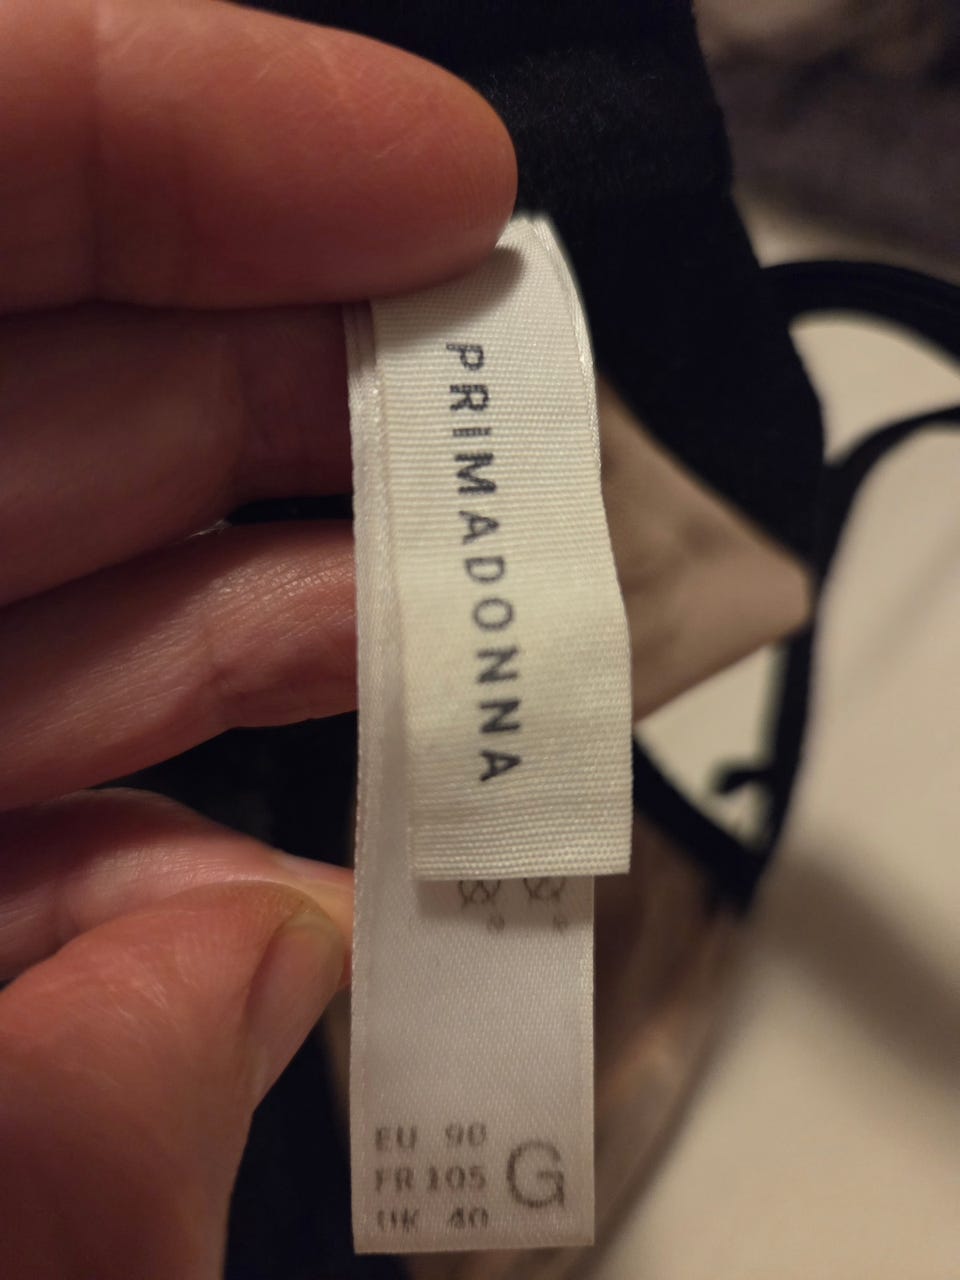 PRIMADONNA
EU 90
FR 105 G
UK 40